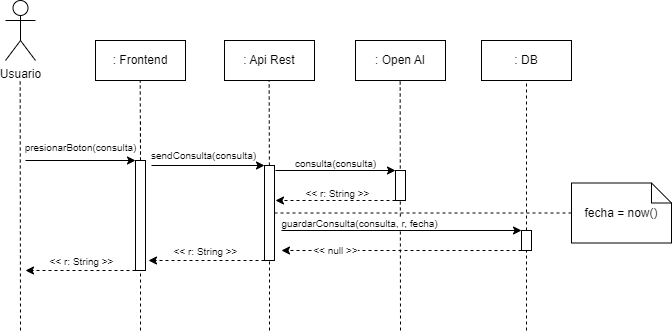 Usuario
: Frontend
: Api Rest
: Open AI
: DB
presionarBoton(consulta)
sendConsulta(consulta)
consulta(consulta)
<< r: String >>
fecha = now()
guardarConsulta(consulta, r, fecha)
<< null >>
<< r: String >>
<< r: String >>